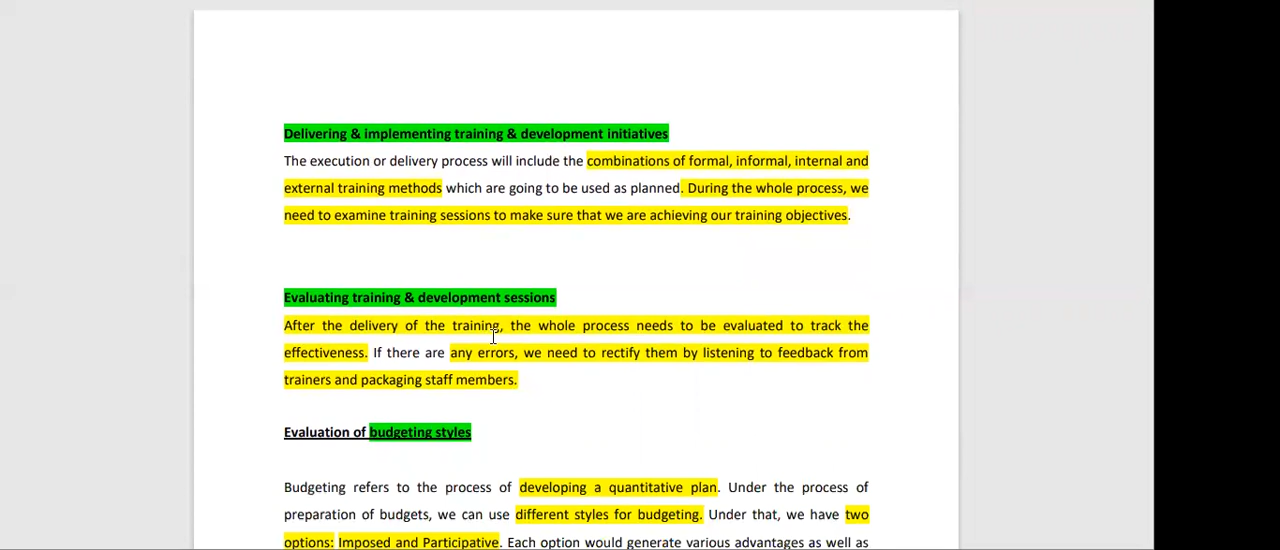 Delivering & implementing training & development initiatives
The execution or delivery process will include the combinations of formal, informal, internal and
external training methods which are going to be used as planned. During the whole process, we
need to examine training sessions to make sure that we are achieving our training objectives.
Evaluating training & development sessions
After the delivery of the training, the whole process needs to be evaluated to track the
effectiveness. If there are any errors, we need to rectify them by listening to feedback from
trainers and packaging staff members.
Evaluation of budgeting styles
Budgeting refers to the process of developing a quantitative plan. Under the process of
preparation of budgets, we can use different styles for budgeting. Under that, we have two
options: Imposed and Participative. Each option would generate various advantages as well as